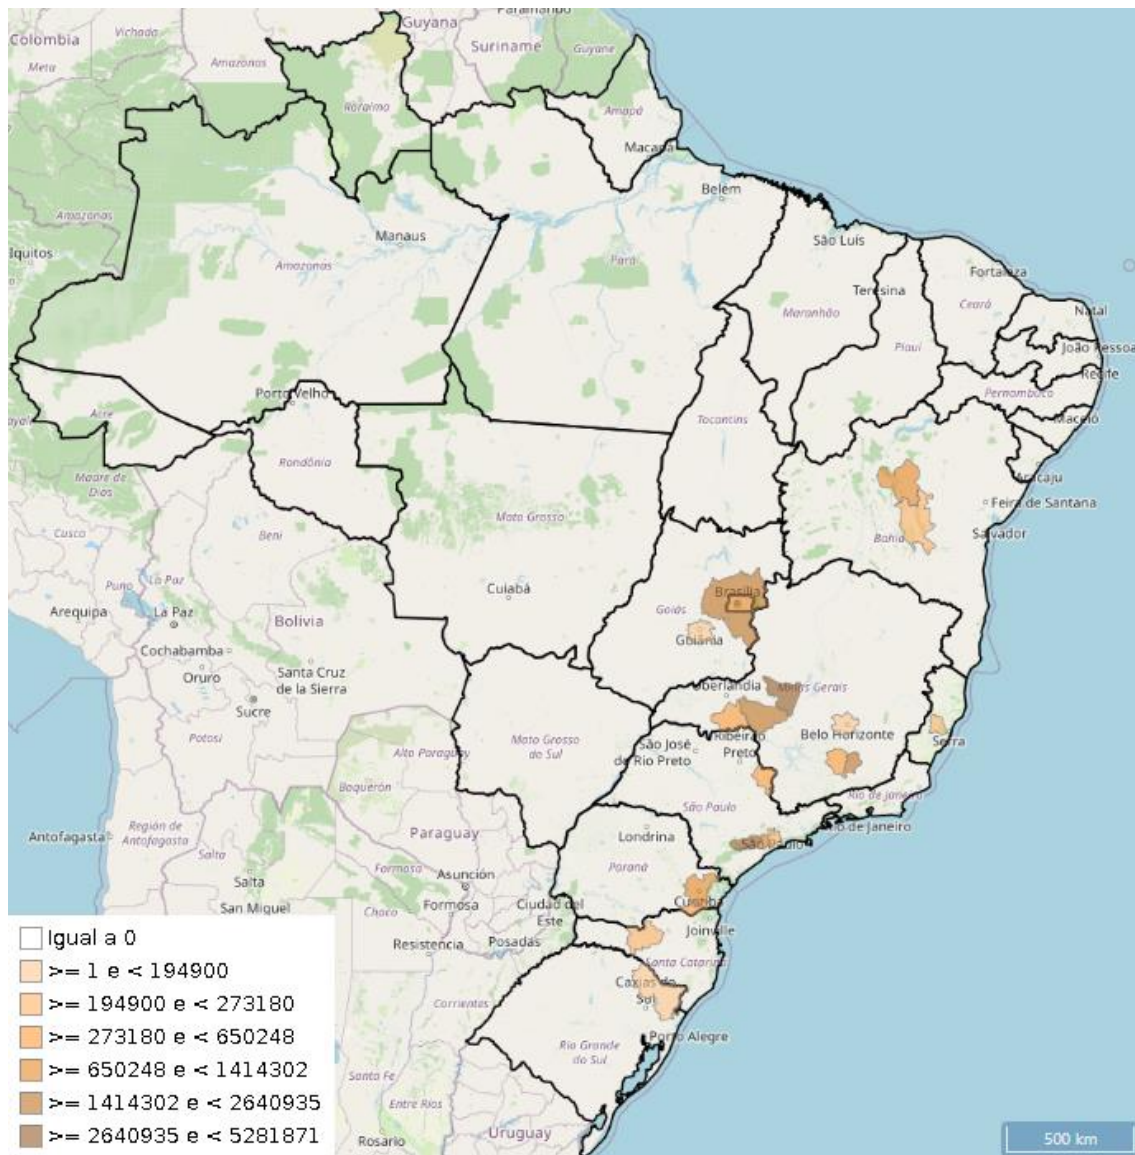 Paramaribo
Guyana
Colombia
Vichada
Suriname
Guyane
Meta
Amazonas
Roraima
Amapá
Macapá
Belém
Amazonas
Iquitos
Manaus
Amazonas
Pará
São Luís
Fortaleza
Teresina
Ceará
Maranhão
Natal
Piauí
João Pessoa
Recife
Porto Velho
Pernambuco
Acre
Tocantins
Maceió
Rondônia
Madre de
Dios
Aracaju
Feira de Santana
Mato Grosso
Cusco
Beni
Bahia
Salvador
Puno
La Paz
Cuiabá
Brasília
Arequipa
La Paz
Goiás
Bolivia
Goiânia
Cochabamba
Oruro
Santa Cruz
de la Sierra
Uberlândia
Minas Gerais
Sucre
Potosí
Alto Paraguay
Mato Grosso
do Sul
São José
do Rio Preto
Ribeirão
Preto
Belo Horizonte
Serra
Boquerón
São Paulo
Rio de Janeiro
Antofagasta
Región de
Antofagasta
Paraguay
Londrina
São Paulo
Rio de Janeiro
Salta
Formosa
Paraná
Salta
Asunción
San Miguel
Chaco
Formosa
Ciudad del
Este
Curitiba
Resistencia
Posadas
Joinville
Santa Catarina
Caxias do
Sul
Corrientes
Porto Alegre
Rio Grande
do Sul
Santa Fe
Entre Ríos
Rosario
Uruguay
Igual a 0
>= 1 e < 194900
>= 194900 e < 273180
>= 273180 e < 650248
>= 650248 e < 1414302
>= 1414302 e < 2640935
>= 2640935 e < 5281871
500 km